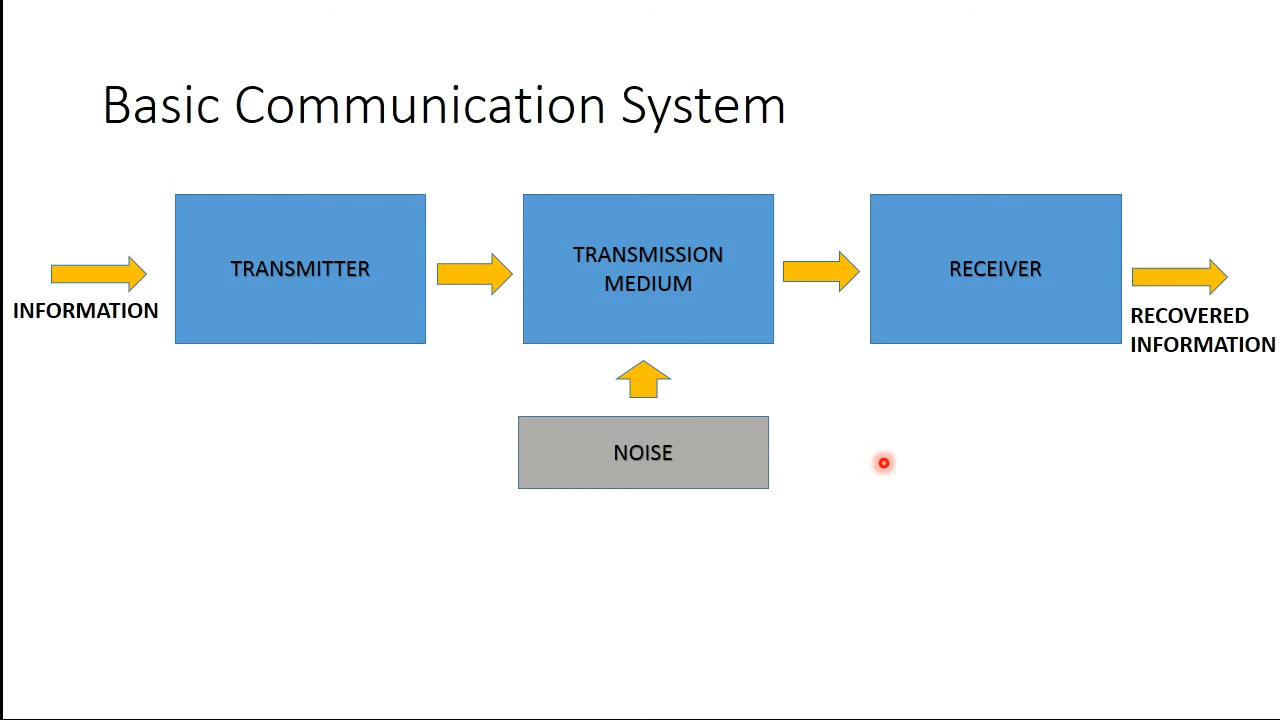 Basic Communication System
TRANSMITTER
TRANSMISSION
MEDIUM
RECEIVER
INFORMATION
RECOVERED
INFORMATION
NOISE